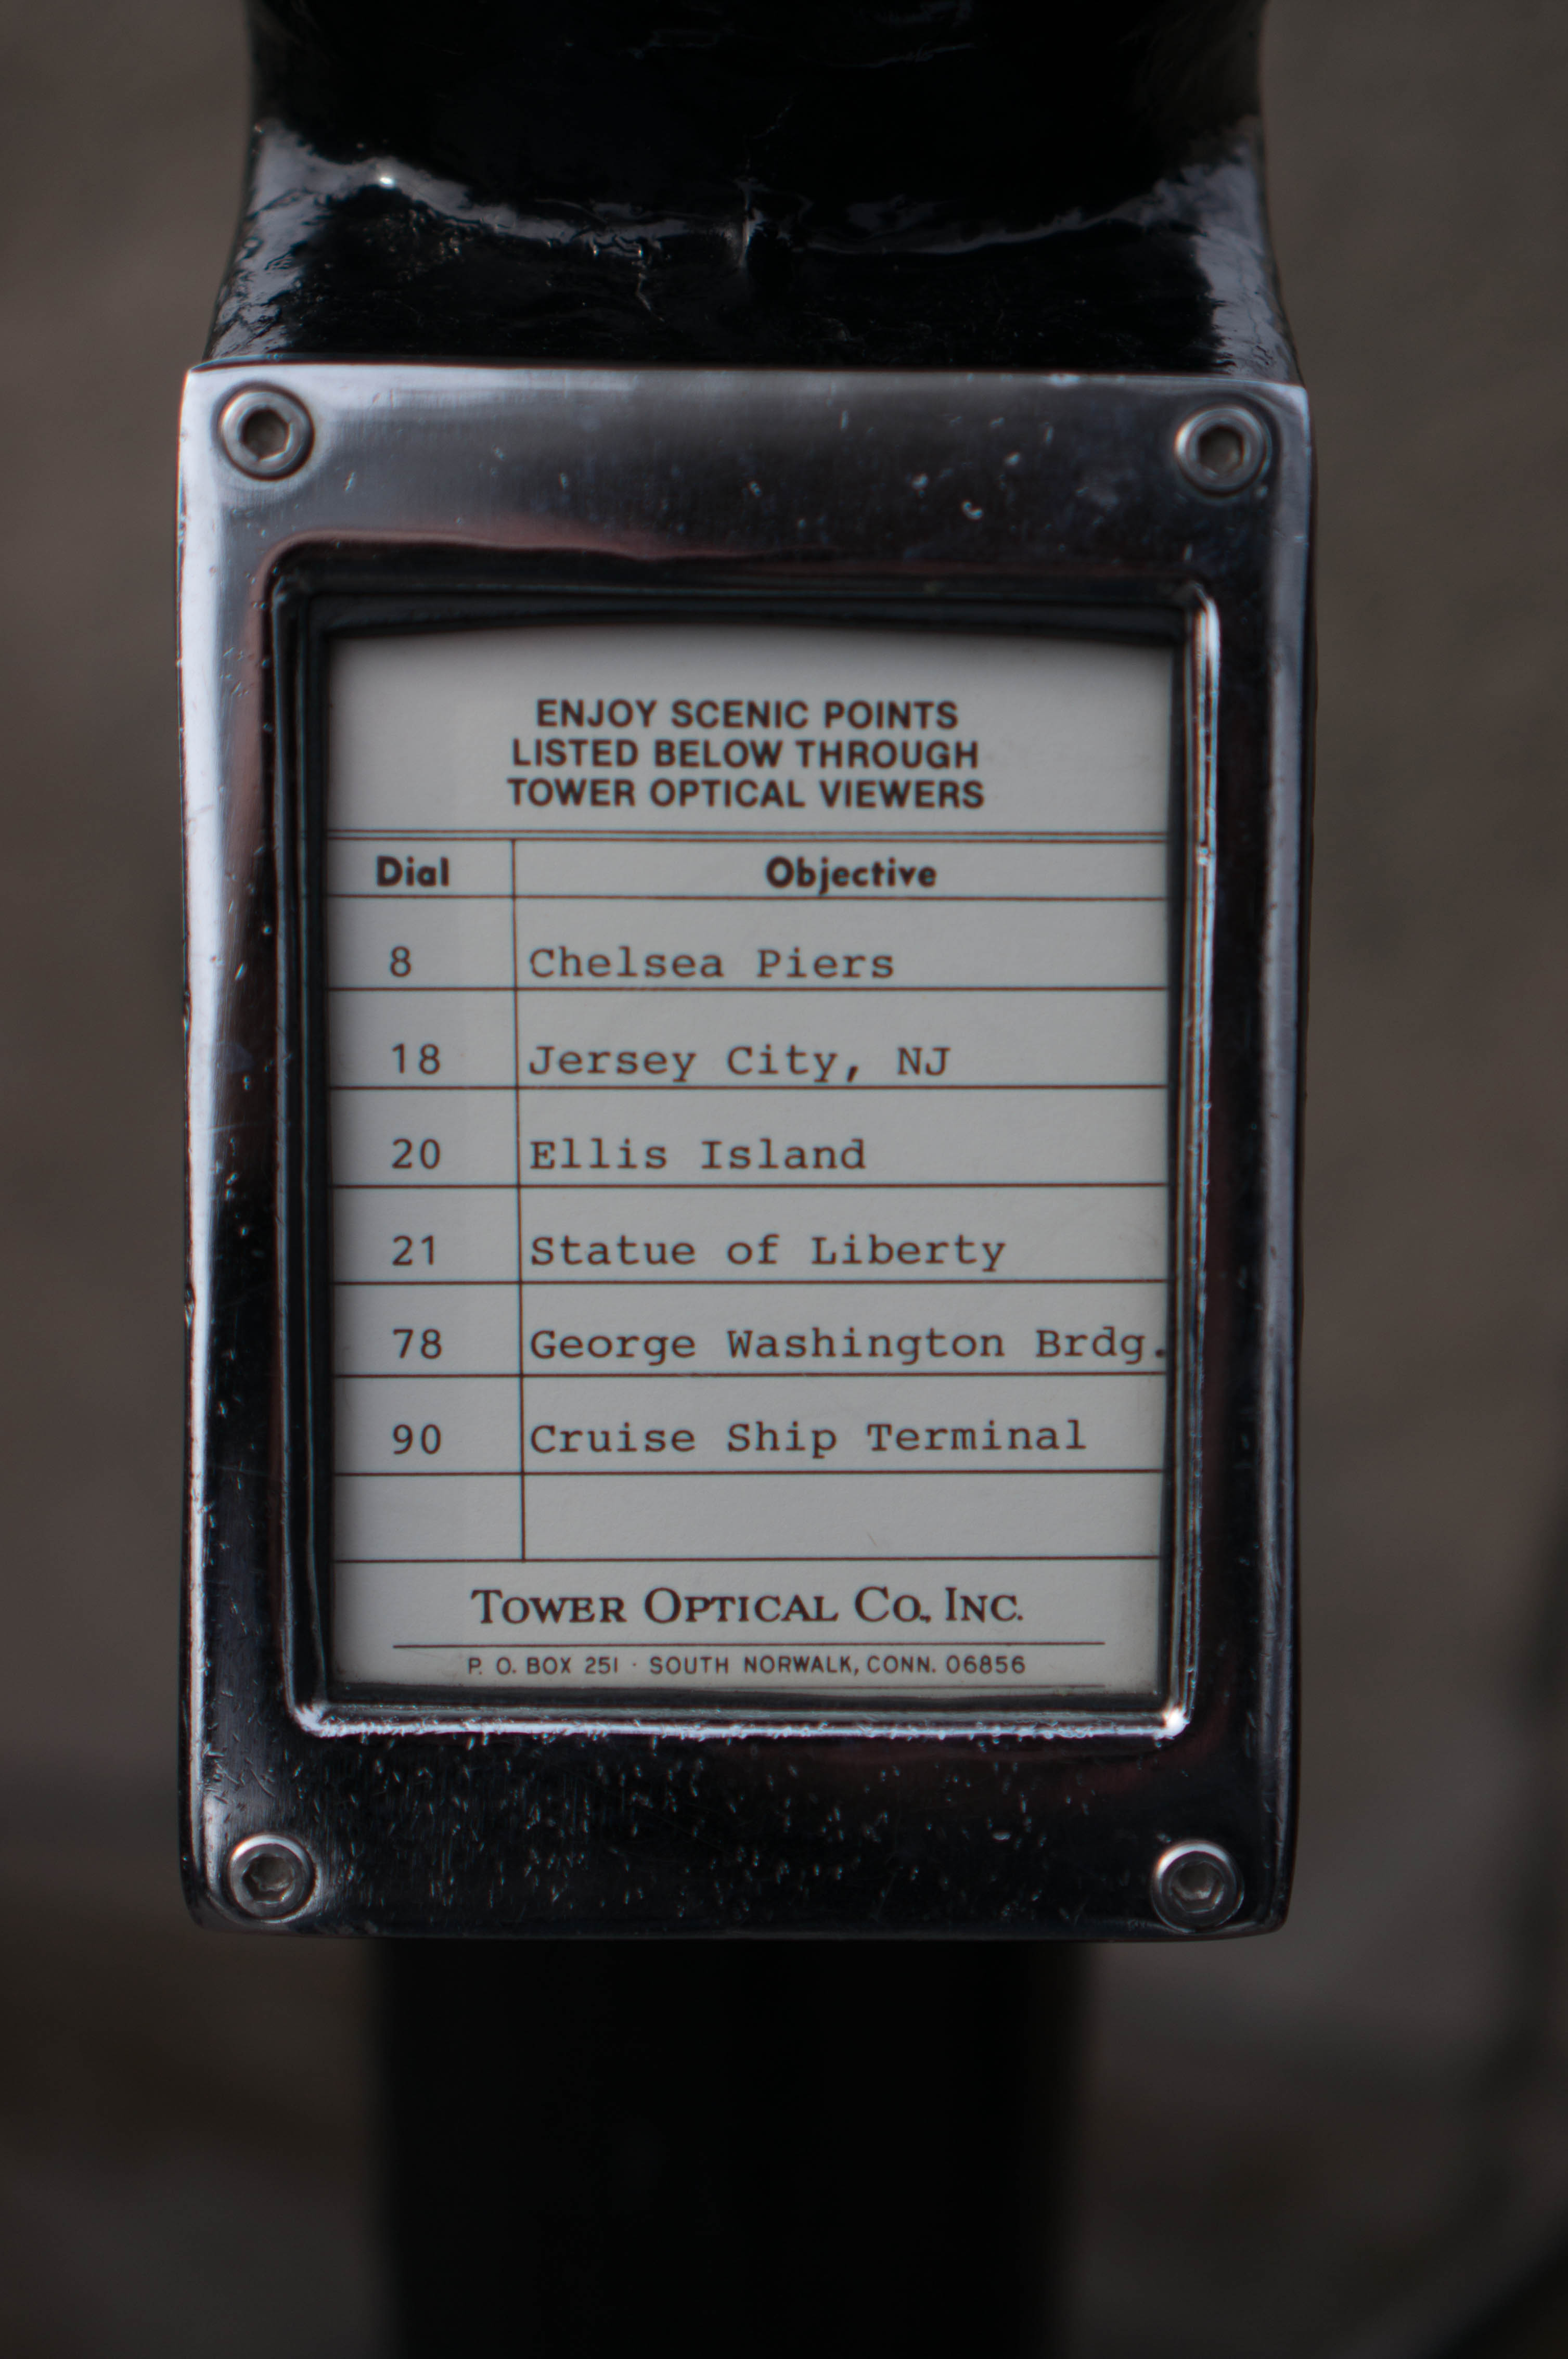 ENJOY SCENIC POINTS
LISTED BELOW THROUGH
TOWER OPTICAL VIEWERS
Dial Objective
8 Chelsea Piers
18 Jersey City, NJ
20 Ellis Island
21 Statue of Liberty
78 George Washington Brdg.
90 Cruise Ship Terminal
TOWER OPTICAL CO., INC.
P. O. BOX 251 · SOUTH NORWALK, CONN. 06856